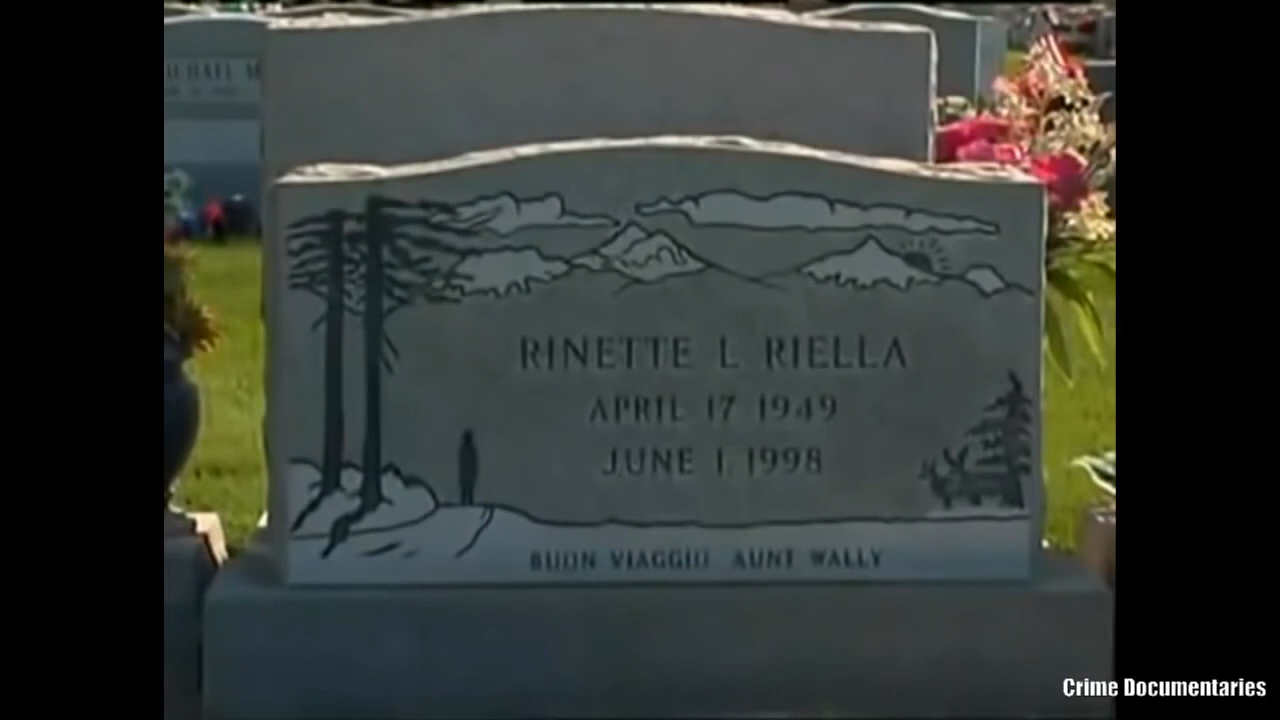 RINETTE L RIELLA
APRIL 17 1949
JUNE 1, 1998
BUON VIAGGIO AUNT WALLY
Crime Documentaries